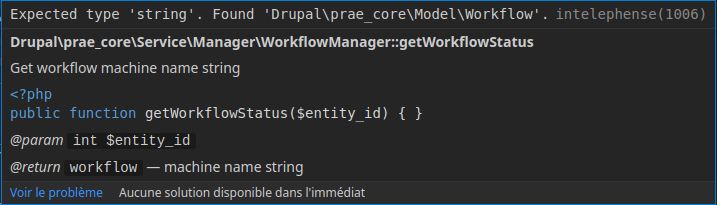 Expected type 'string'. Found 'Drupal\prae_core\Model\Workflow'. intelephense(1006)
Drupal\prae_core\Service\Manager\WorkflowManager::getWorkflowStatus
Get workflow machine name string
<?php
public function getWorkflowStatus($entity_id) { }
@param int $entity_id
@return workflow — machine name string
Voir le problème Aucune solution disponible dans l'immédiat